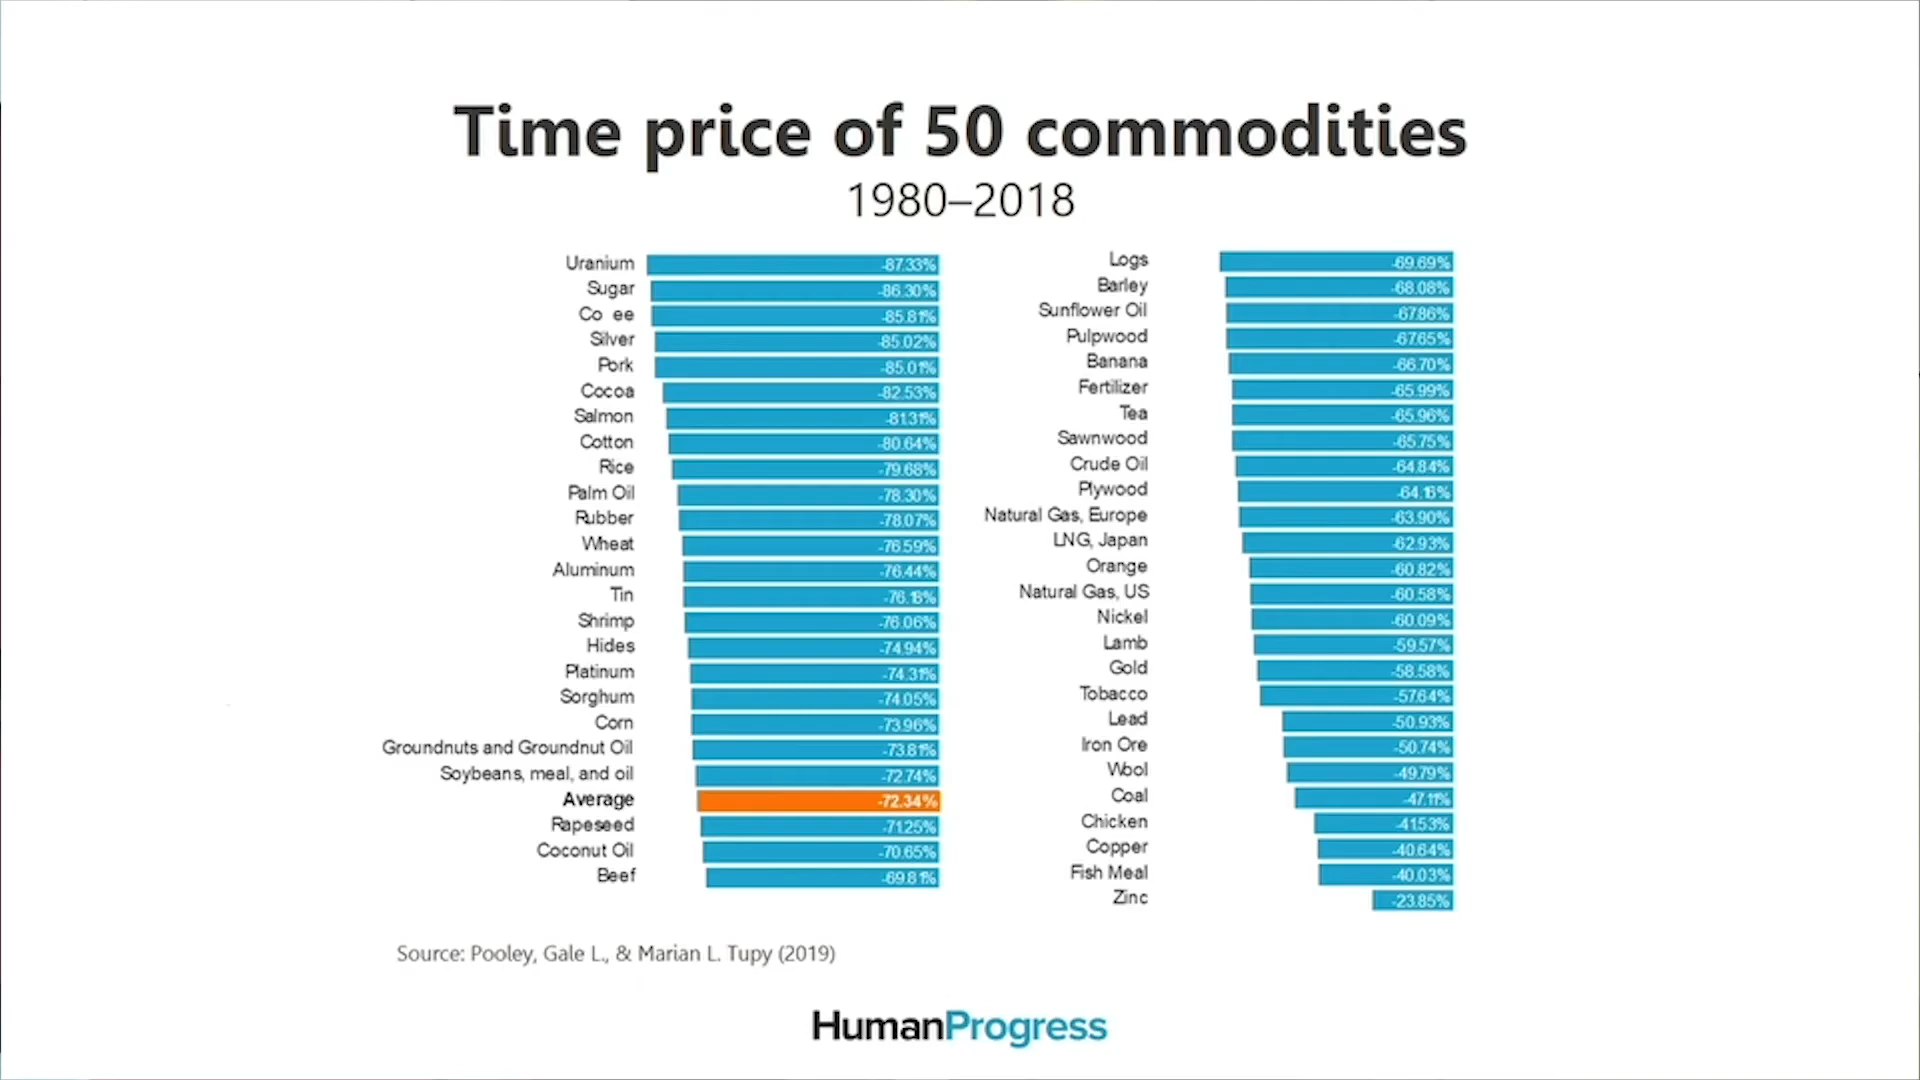 Time price of 50 commodities
1980–2018
Uranium -87.33%
Sugar -86.30%
Co ee -85.81%
Silver -85.02%
Pork -85.01%
Cocoa -82.53%
Salmon -81.31%
Cotton -80.64%
Rice -79.68%
Palm Oil -78.30%
Rubber -78.07%
Wheat -76.59%
Aluminum -76.44%
Tin
Shrimp -76.06%
Hides -74.94%
Platinum -74.31%
Sorghum -74.05%
Corn -73.96%
Groundnuts and Groundnut Oil -73.81%
Soybeans, meal, and oil -72.74%
Average -72.34%
Rapeseed -71.25%
Coconut Oil -70.65%
Beef -69.81%
Logs -69.69%
Barley -68.08%
Sunflower Oil -67.86%
Pulpwood -67.65%
Banana -66.70%
Fertilizer -65.99%
Tea -65.96%
Sawnwood -65.75%
Crude Oil -64.84%
Plywood
Natural Gas, Europe -63.90%
LNG, Japan -62.93%
Orange -60.82%
Natural Gas, US -60.58%
Nickel -60.09%
Lamb -59.57%
Gold -58.58%
Tobacco -57.64%
Lead -50.93%
Iron Ore -50.74%
Wool -49.79%
Coal -47.11%
Chicken -41.53%
Copper -40.64%
Fish Meal -40.03%
Zinc -23.85%
Source: Pooley, Gale L., & Marian L. Tupy (2019)
HumanProgress